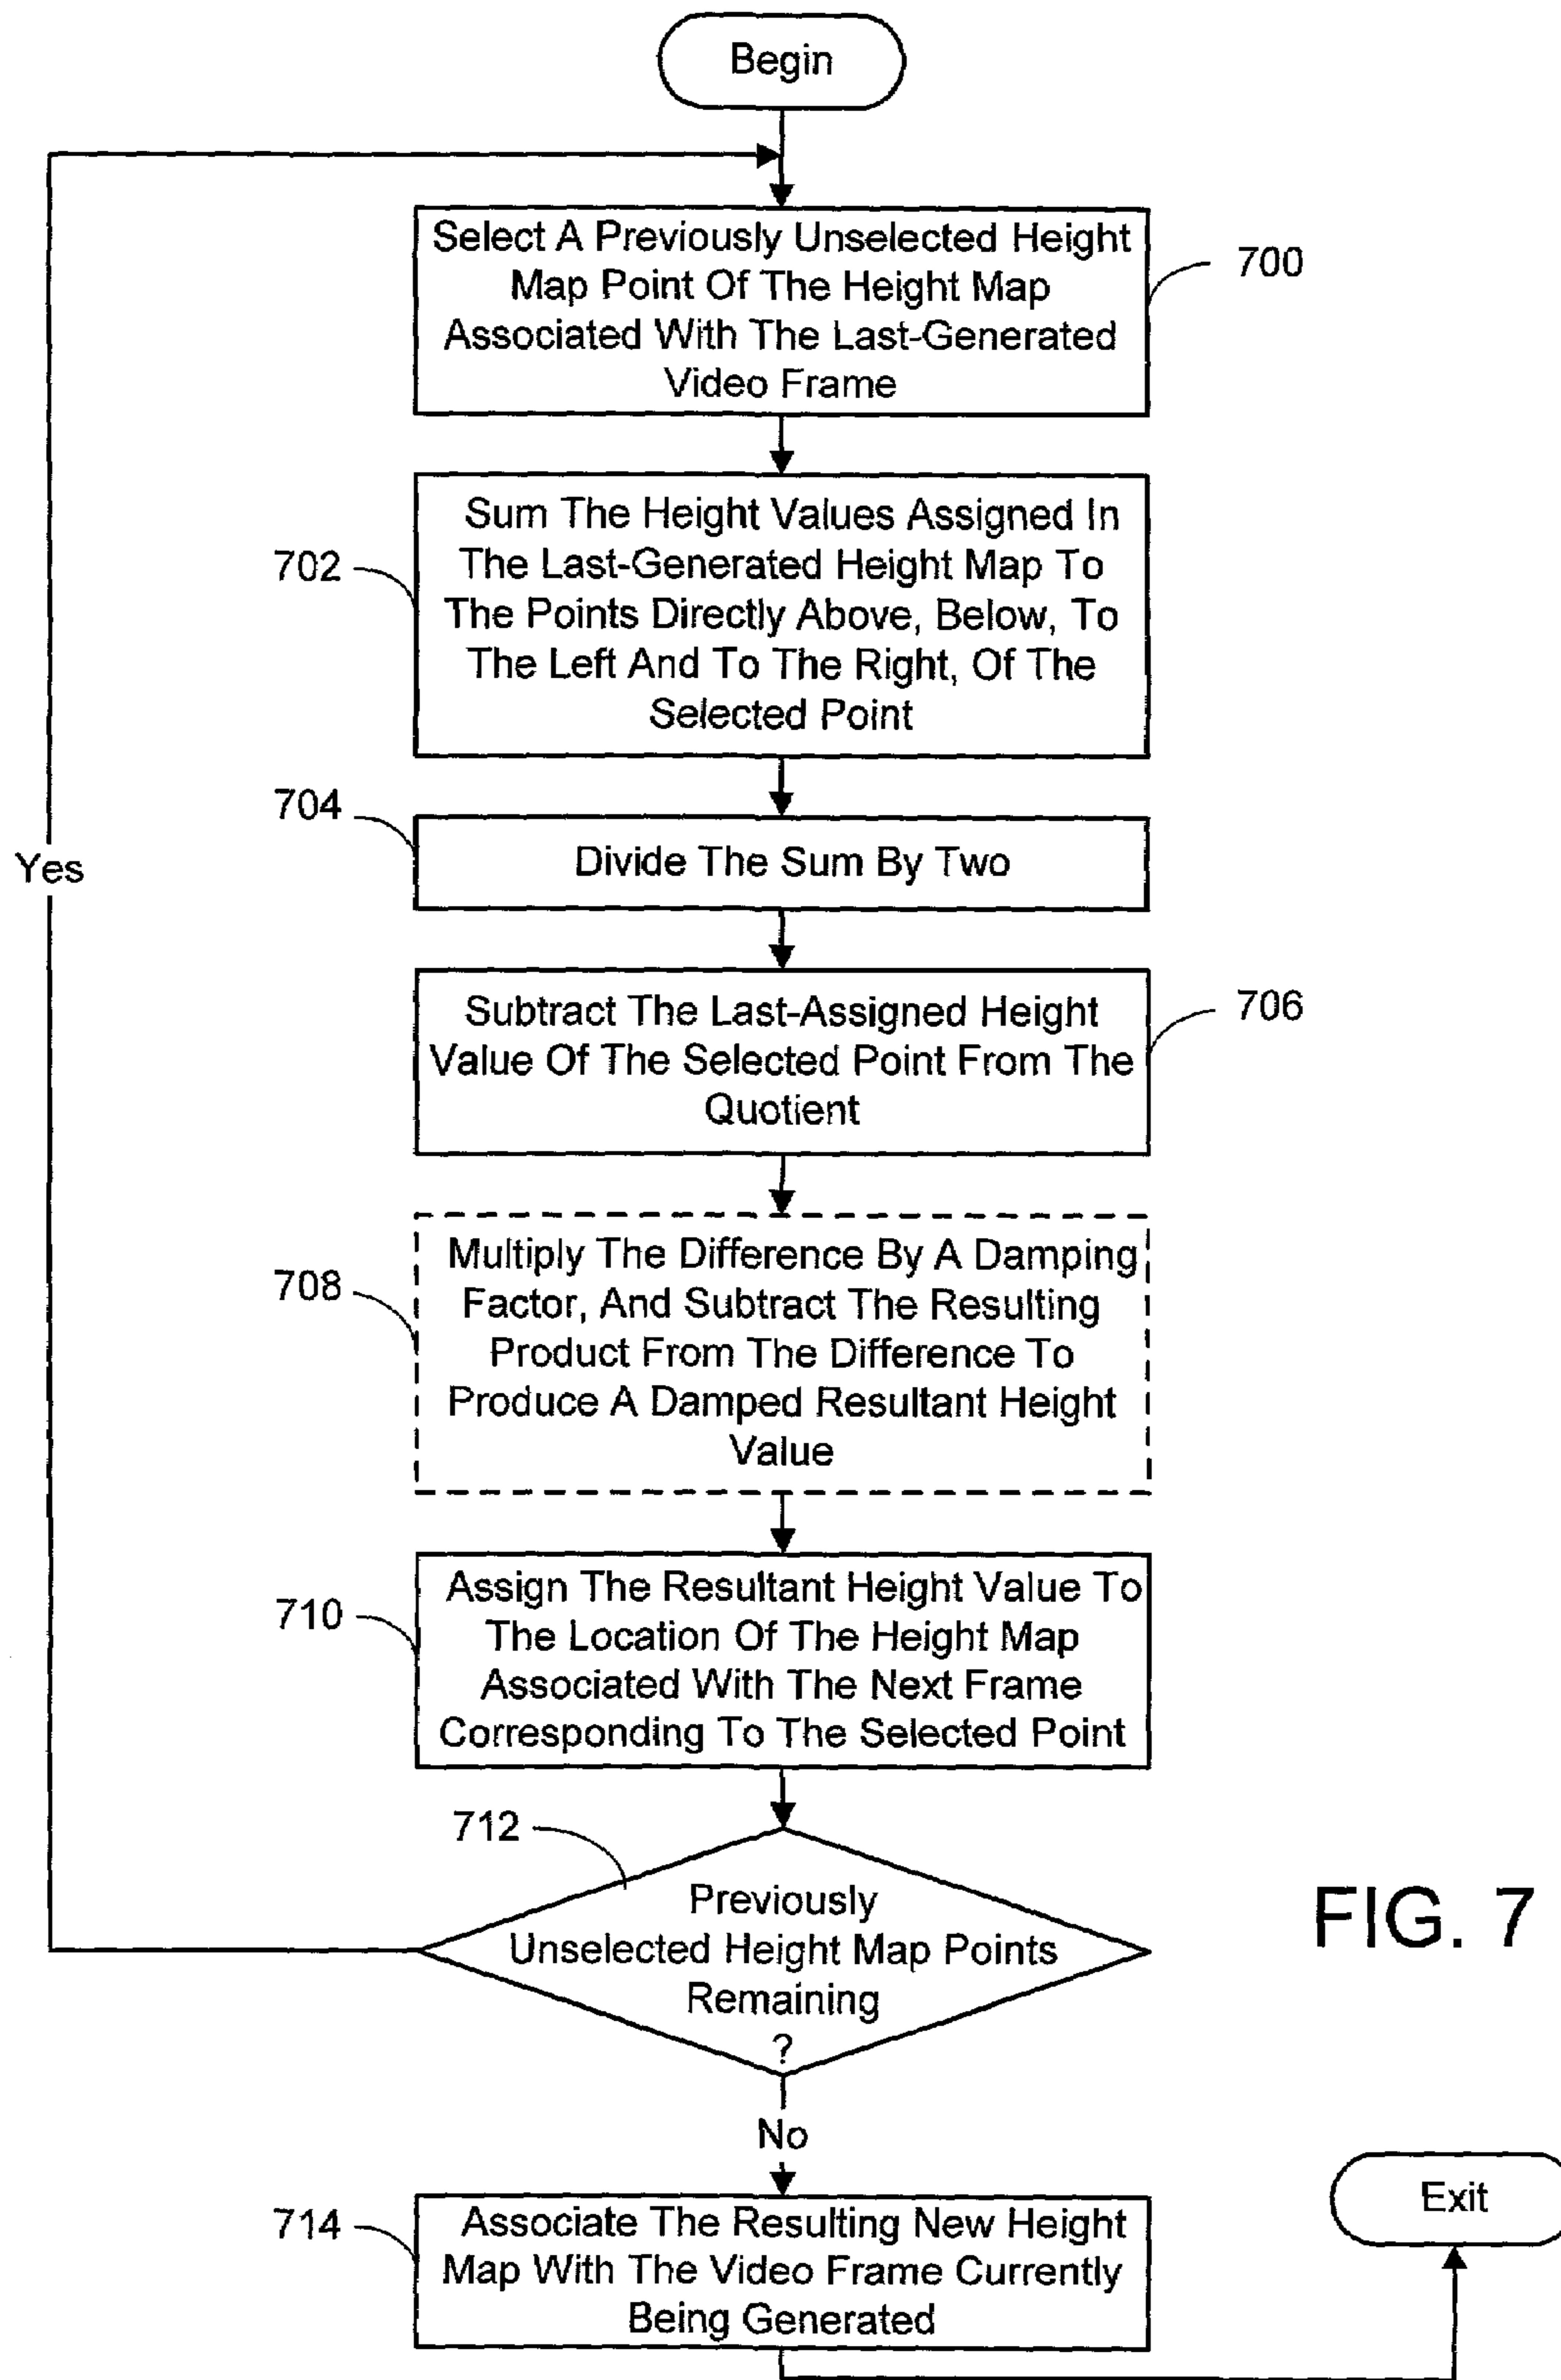 Begin
Select A Previously Unselected Height
Map Point Of The Height Map
Associated With The Last-Generated
Video Frame
700
Sum The Height Values Assigned In
The Last-Generated Height Map To
The Points Directly Above, Below, To
The Left And To The Right, Of The
Selected Point
702
704
Divide The Sum By Two
Yes
Subtract The Last-Assigned Height
Value Of The Selected Point From The
Quotient
706
Multiply The Difference By A Damping
Factor, And Subtract The Resulting
Product From The Difference To
Produce A Damped Resultant Height
Value
708
Assign The Resultant Height Value To
The Location Of The Height Map
Associated With The Next Frame
Corresponding To The Selected Point
710
712
Previously
Unselected Height Map Points
Remaining
?
FIG. 7
No
714
Associate The Resulting New Height
Map With The Video Frame Currently
Being Generated
Exit